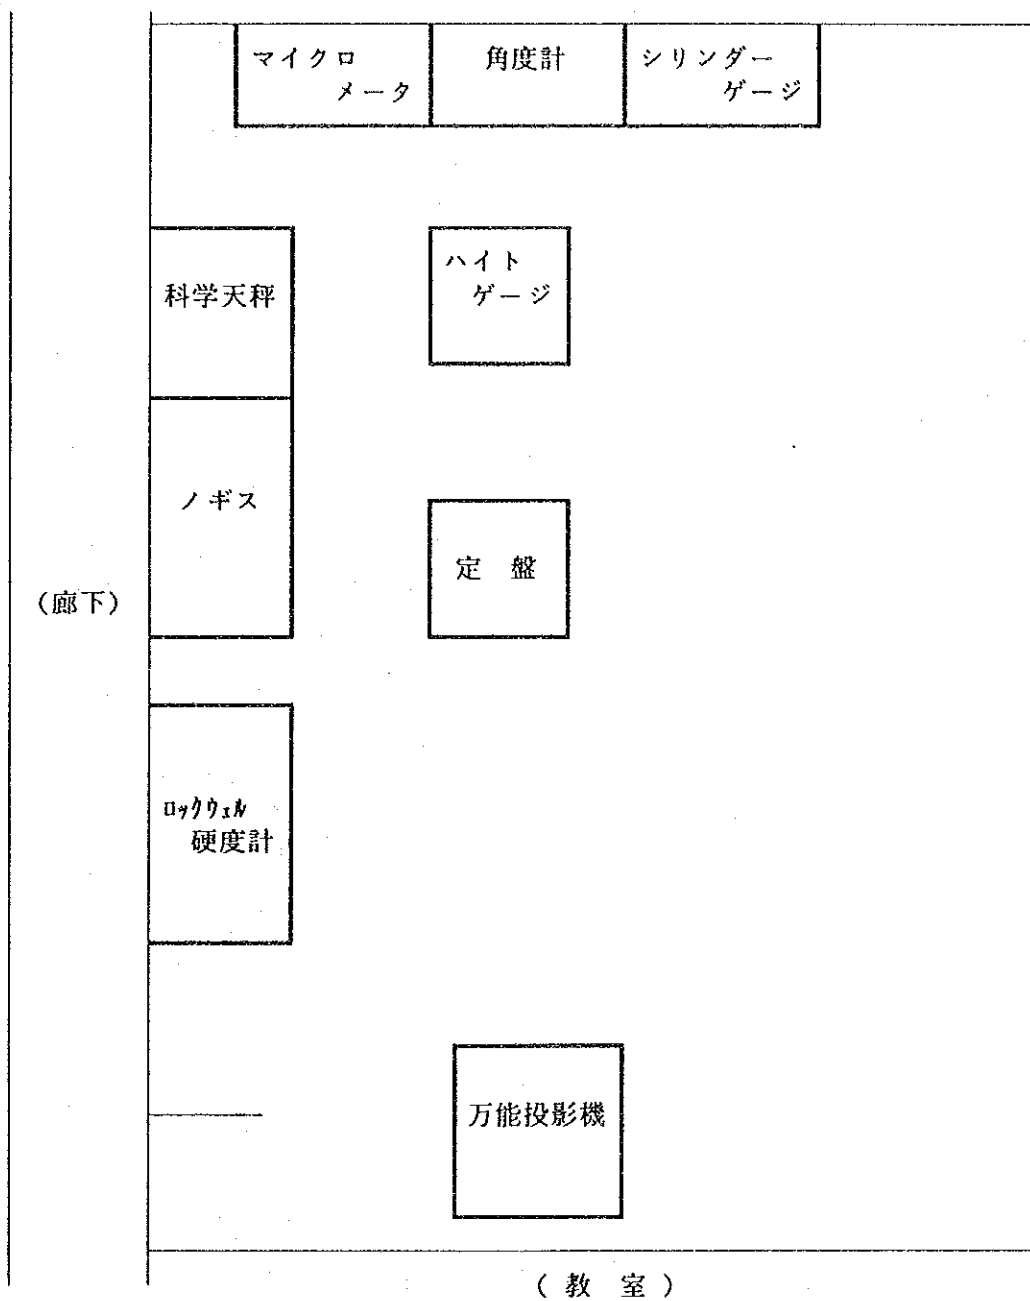 マイクロ
メータ
角度計
シリンダー
ゲージ
科学天秤
ハイト
ゲージ
ノギス
定 盤
(廊下)
ロックウェル
硬度計
万能投影機
(教 室)